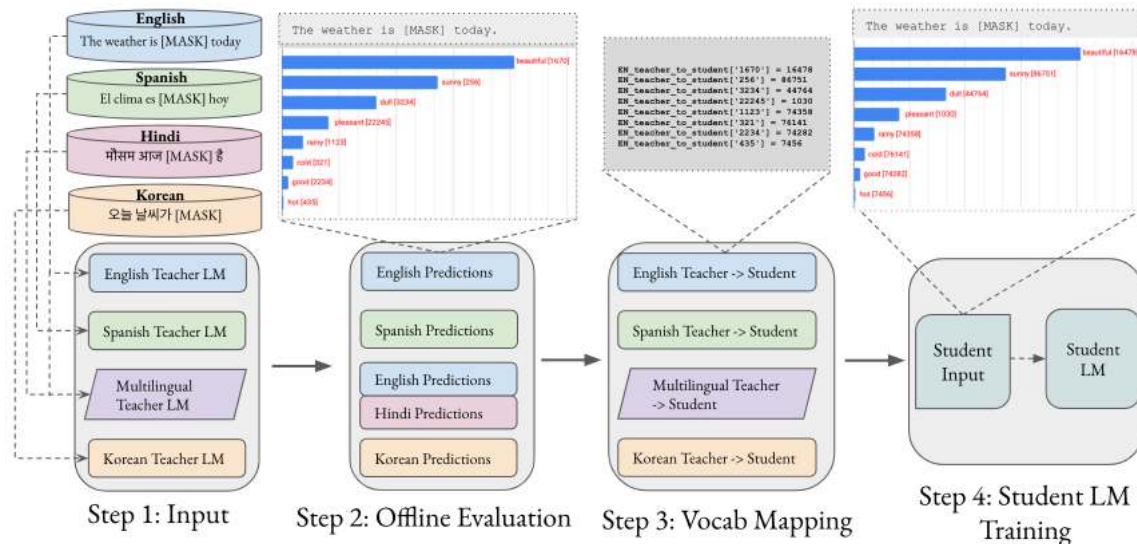 English
The weather is [MASK] today
Spanish
El clima es [MASK] hoy
Hindi
मौसम आज [MASK] है
Korean
오늘 날씨가 [MASK]
The weather is [MASK] today.
beautiful [1670]
sunny [256]
dull [3234]
pleasant [22245]
rainy [1123]
cold [321]
good [2234]
hot [435]
EN_teacher_to_student['1670'] = 16478
EN_teacher_to_student['256'] = 86751
EN_teacher_to_student['3234'] = 44764
EN_teacher_to_student['22245'] = 1030
EN_teacher_to_student['1123'] = 74358
EN_teacher_to_student['321'] = 76141
EN_teacher_to_student['2234'] = 74282
EN_teacher_to_student['435'] = 7456
The weather is [MASK] today.
beautiful [16478]
sunny [86751]
dull [44764]
pleasant [1030]
rainy [74358]
cold [76141]
good [74282]
hot [7456]
English Teacher LM
Spanish Teacher LM
Multilingual
Teacher LM
Korean Teacher LM
Step 1: Input
English Predictions
Spanish Predictions
English Predictions
Hindi Predictions
Korean Predictions
Step 2: Offline Evaluation
English Teacher -> Student
Spanish Teacher -> Student
Multilingual Teacher
-> Student
Korean Teacher -> Student
Step 3: Vocab Mapping
Student
Input
Student
LM
Step 4: Student LM
Training